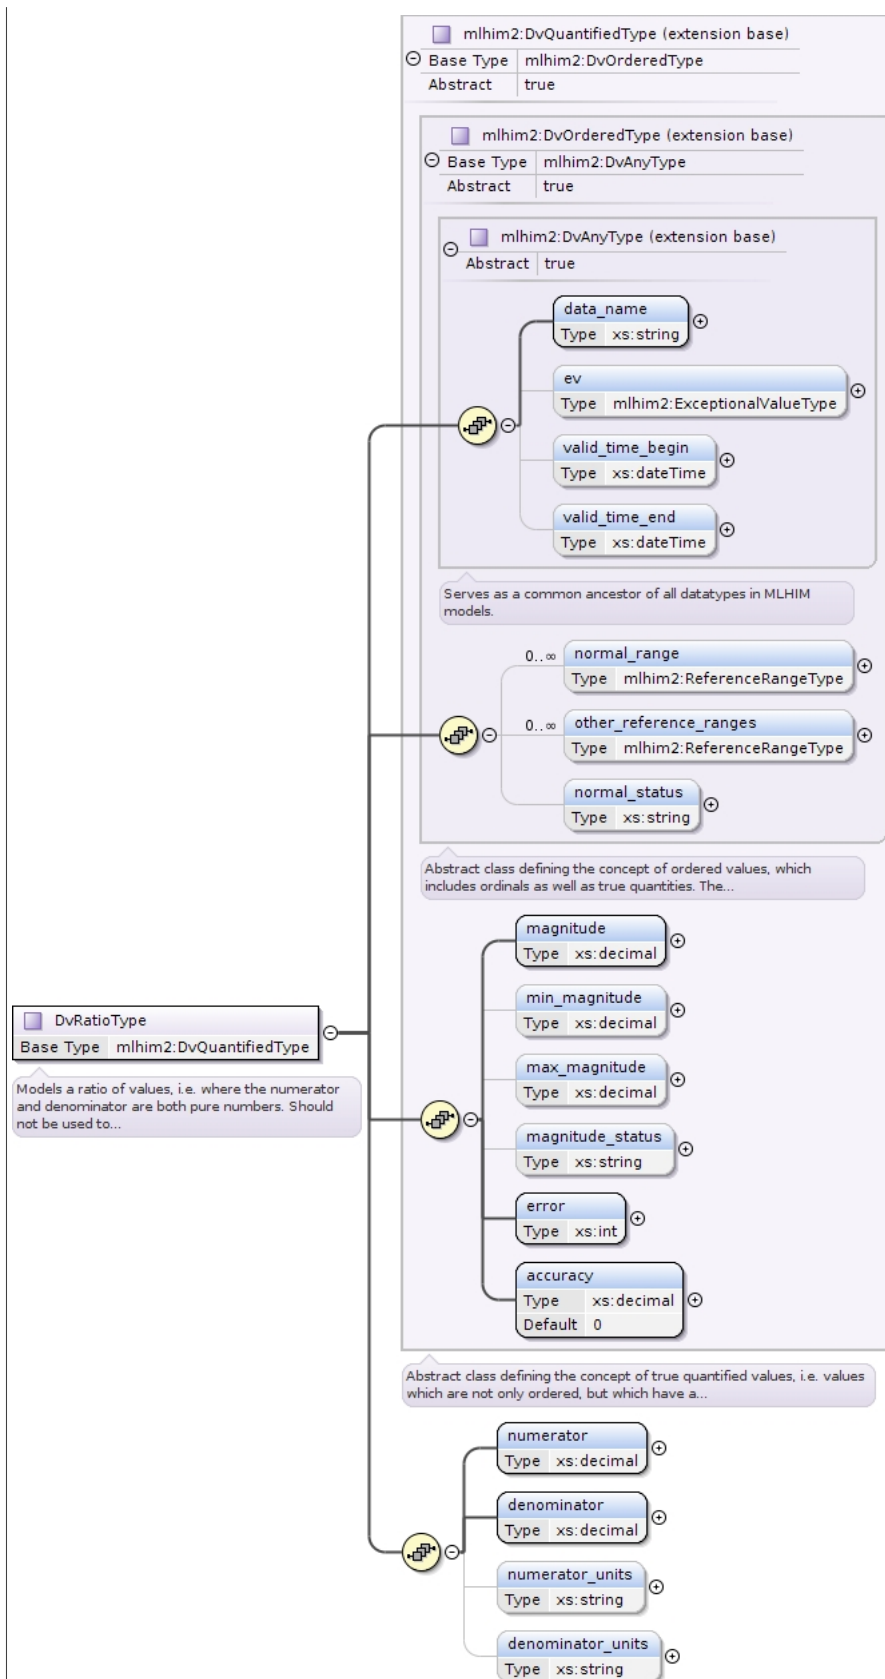 mlhim2:DvQuantifiedType (extension base)
Base Type mlhim2:DvOrderedType
Abstract true
mlhim2:DvOrderedType (extension base)
Base Type mlhim2:DvAnyType
Abstract true
mlhim2:DvAnyType (extension base)
Abstract true
data_name
Type xs:string
ev
Type mlhim2:ExceptionalValueType
valid_time_begin
Type xs:dateTime
valid_time_end
Type xs:dateTime
Serves as a common ancestor of all datatypes in MLHIM
models.
0..∞ normal_range
Type mlhim2:ReferenceRangeType
0..∞ other_reference_ranges
Type mlhim2:ReferenceRangeType
normal_status
Type xs:string
Abstract class defining the concept of ordered values, which
includes ordinals as well as true quantities. The...
magnitude
Type xs:decimal
min_magnitude
Type xs:decimal
max_magnitude
Type xs:decimal
magnitude_status
Type xs:string
error
Type xs:int
accuracy
Type xs:decimal
Default 0
DvRatioType
Base Type mlhim2:DvQuantifiedType
Models a ratio of values, i.e. where the numerator
and denominator are both pure numbers. Should
not be used to...
Abstract class defining the concept of true quantified values, i.e. values
which are not only ordered, but which have a...
numerator
Type xs:decimal
denominator
Type xs:decimal
numerator_units
Type xs:string
denominator_units
Type xs:string